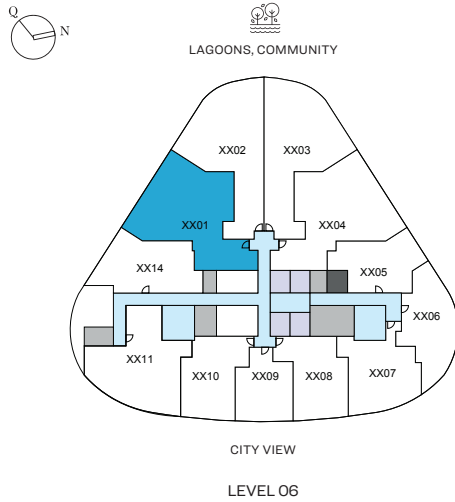 Q
N
LAGOONS, COMMUNITY
XX02
XX03
XX01
XX04
XX14
XX05
XX06
XX11
XX10
XX09
XX08
XX07
CITY VIEW
LEVEL 06